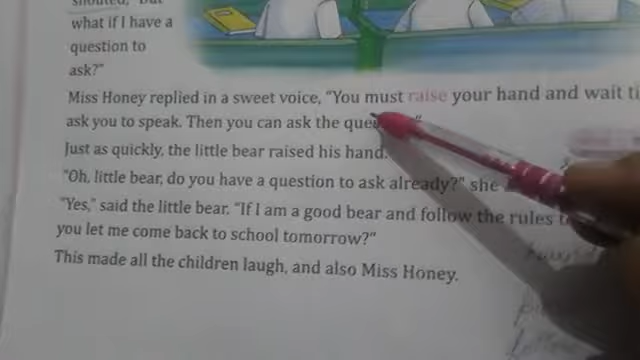 shouted, "But
what if I have a
question to
ask?"
Miss Honey replied in a sweet voice, "You must raise your hand and wait
ask you to speak. Then you can ask the
Just as quickly, the little bear raised his hand.
"Oh, little bear, do you have a question to ask already?" she
"Yes," said the little bear. "If I am a good bear and follow the rules
you let me come back to school tomorrow?"
This made all the children laugh, and also Miss Honey.